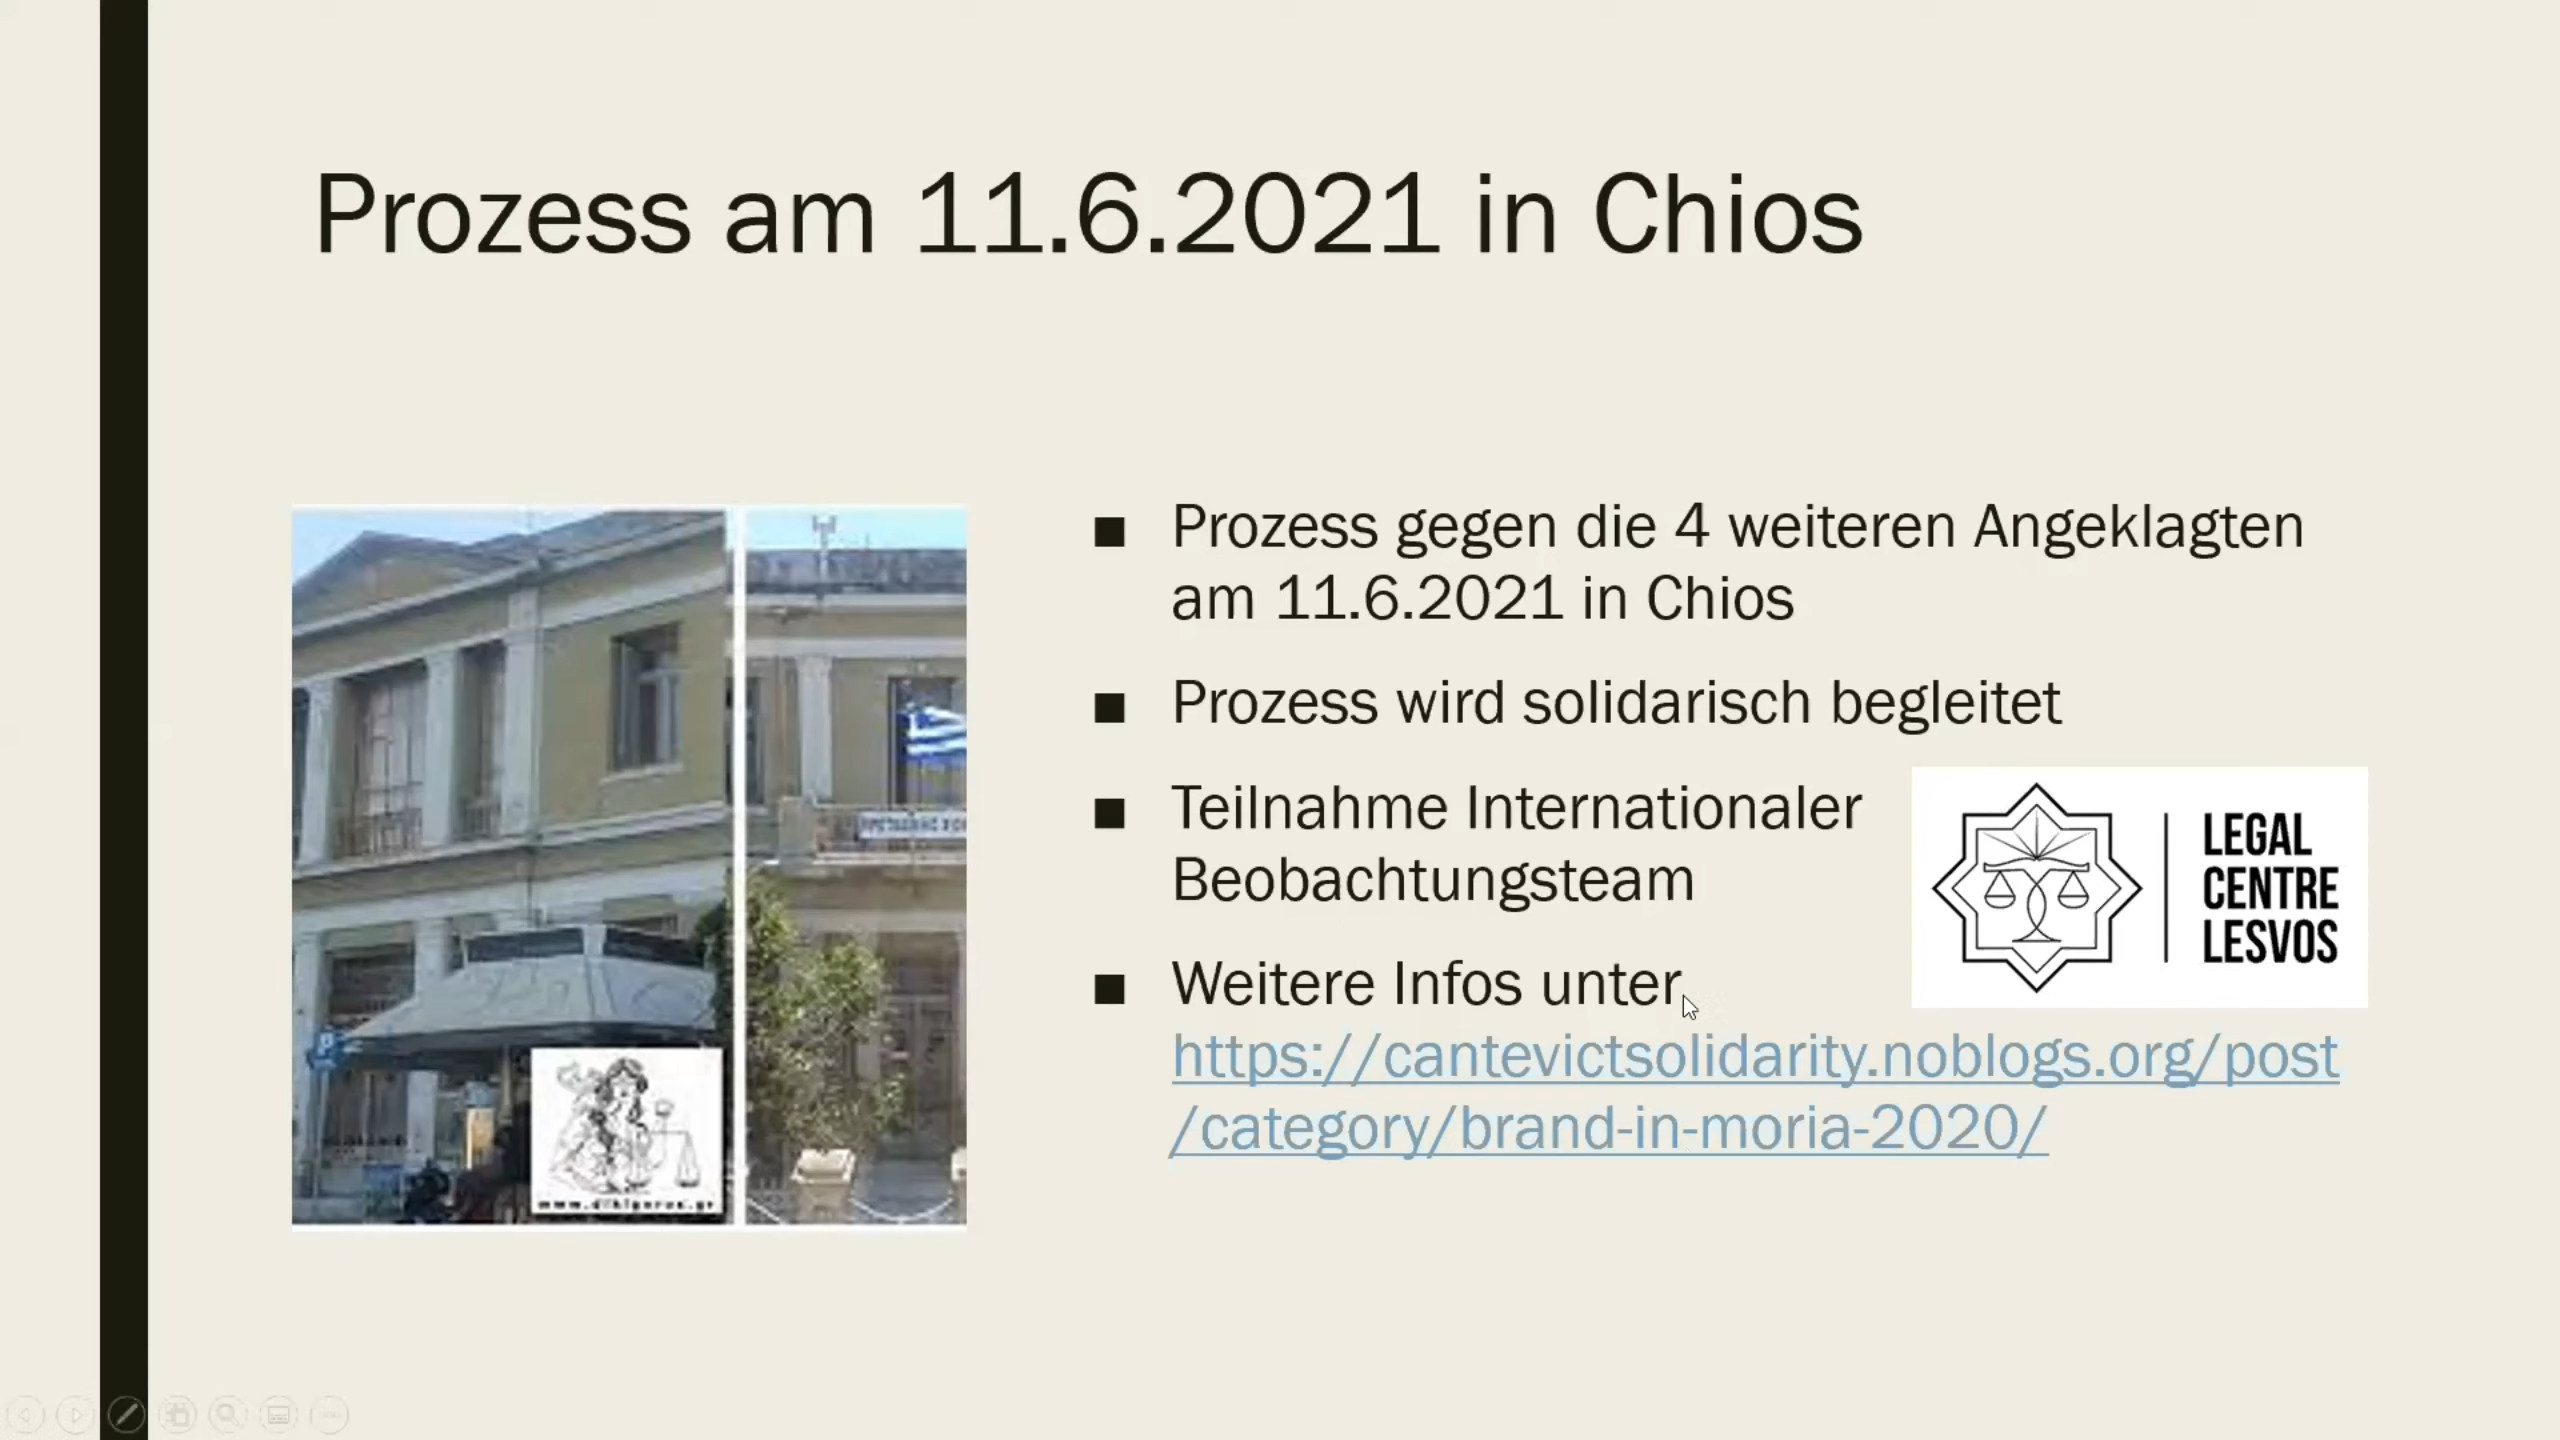 Prozess am 11.6.2021 in Chios
■ Prozess gegen die 4 weiteren Angeklagten
am 11.6.2021 in Chios
■ Prozess wird solidarisch begleitet
■ Teilnahme Internationaler
Beobachtungsteam
LEGAL
CENTRE
LESVOS
■ Weitere Infos unter
https://cantevictsolidarity.noblogs.org/post
/category/brand-in-moria-2020/
P